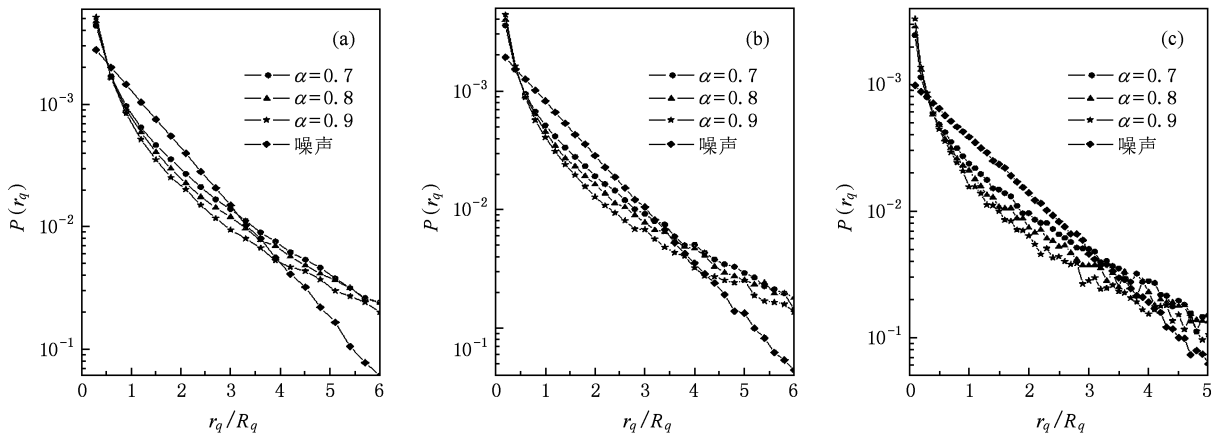 (a)
α=0.7
α=0.8
α=0.9
噪声
10⁻³
10⁻²
10⁻¹
P(r_q)
0 1 2 3 4 5 6
r_q/R_q
(b)
α=0.7
α=0.8
α=0.9
噪声
10⁻³
10⁻²
10⁻¹
P(r_q)
0 1 2 3 4 5 6
r_q/R_q
(c)
α=0.7
α=0.8
α=0.9
噪声
10⁻³
10⁻²
10⁻¹
P(r_q)
0 1 2 3 4 5
r_q/R_q